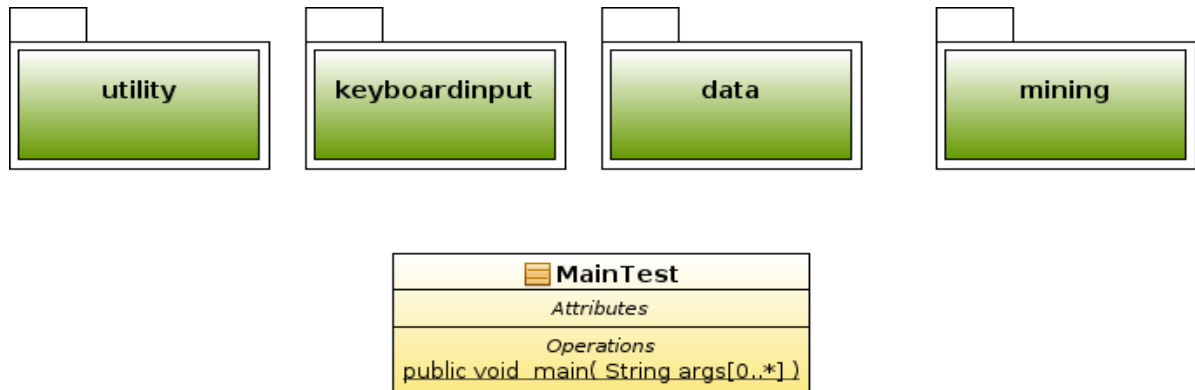 utility
keyboardinput
data
mining
MainTest
Attributes
Operations
public void main( String args[0..*] )